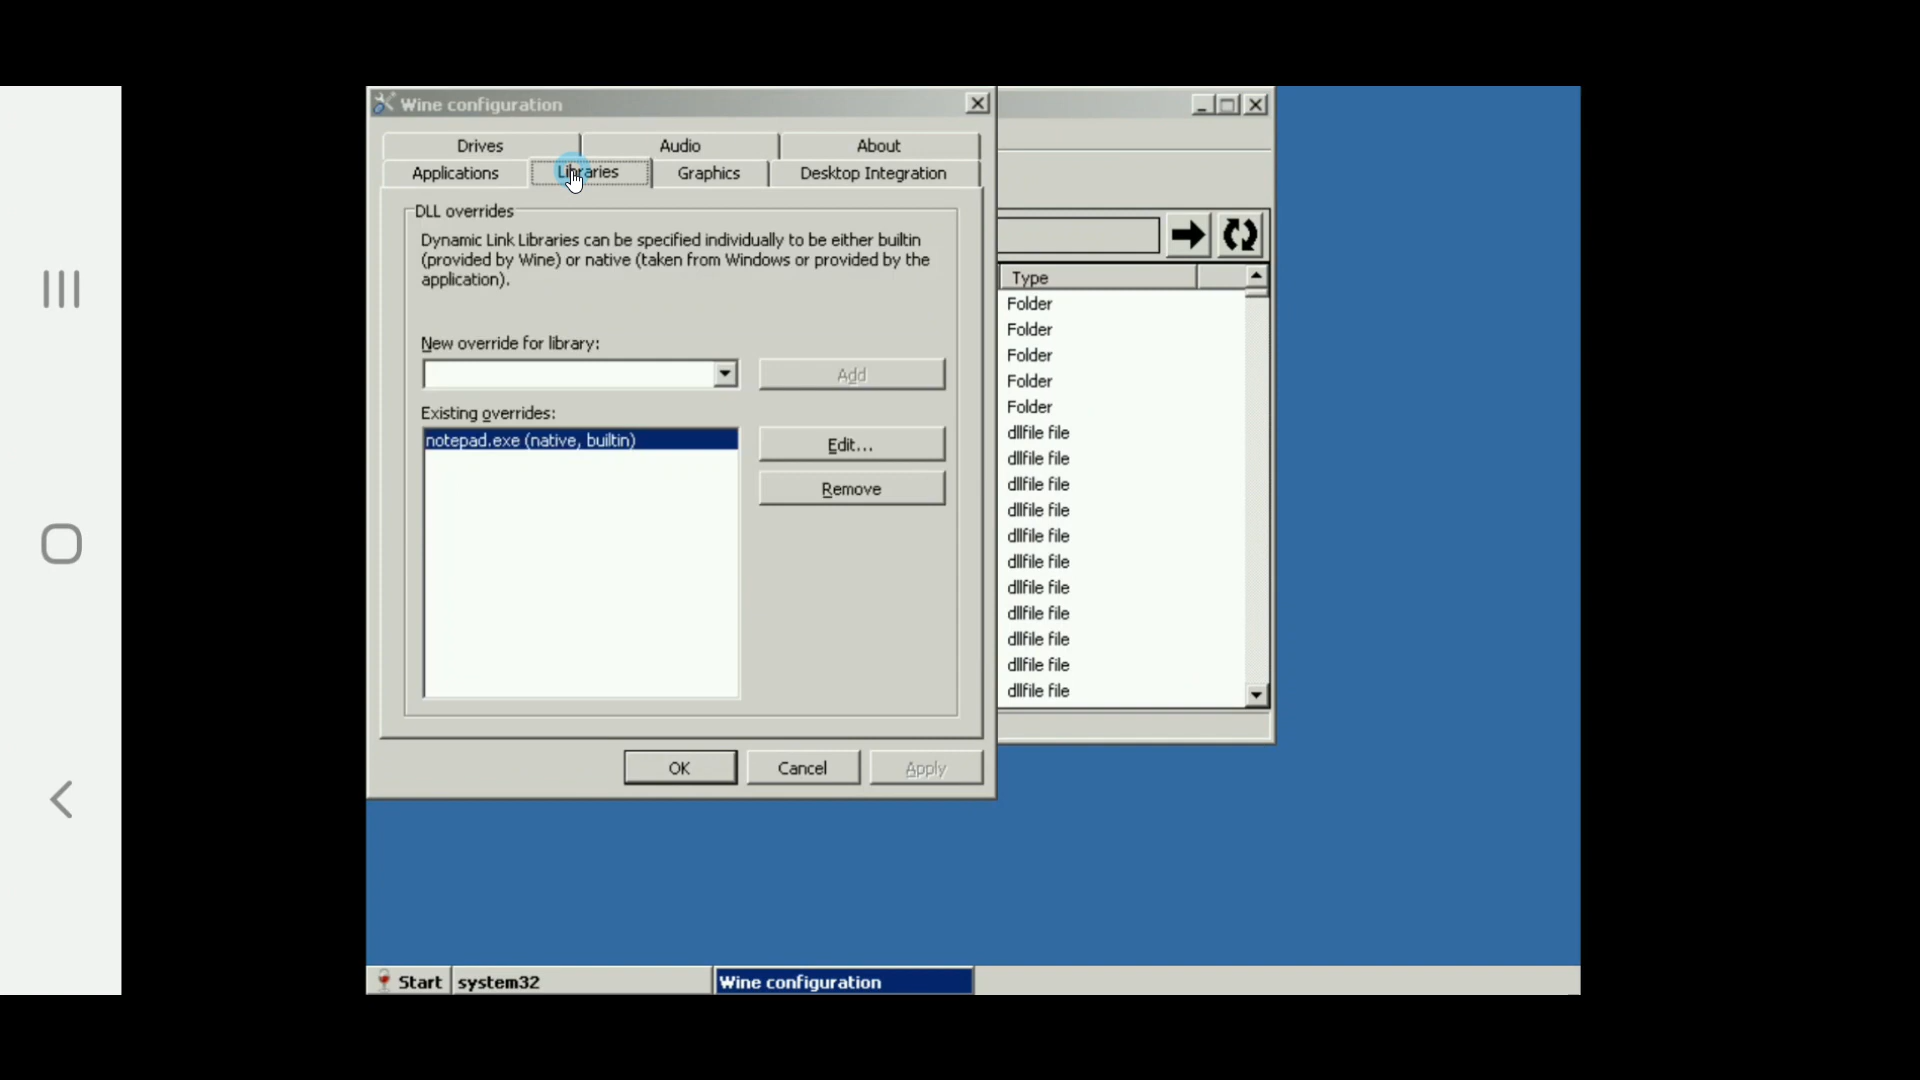 Wine configuration
Drives
Audio
About
Applications
Libraries
Graphics
Desktop Integration
DLL overrides
Dynamic Link Libraries can be specified individually to be either builtin
(provided by Wine) or native (taken from Windows or provided by the
application).
New override for library:
Add
Existing overrides:
notepad.exe (native, builtin)
Edit...
Remove
OK
Cancel
Apply
Type
Folder
Folder
Folder
Folder
Folder
dllfile file
dllfile file
dllfile file
dllfile file
dllfile file
dllfile file
dllfile file
dllfile file
dllfile file
dllfile file
dllfile file
Start
system32
Wine configuration